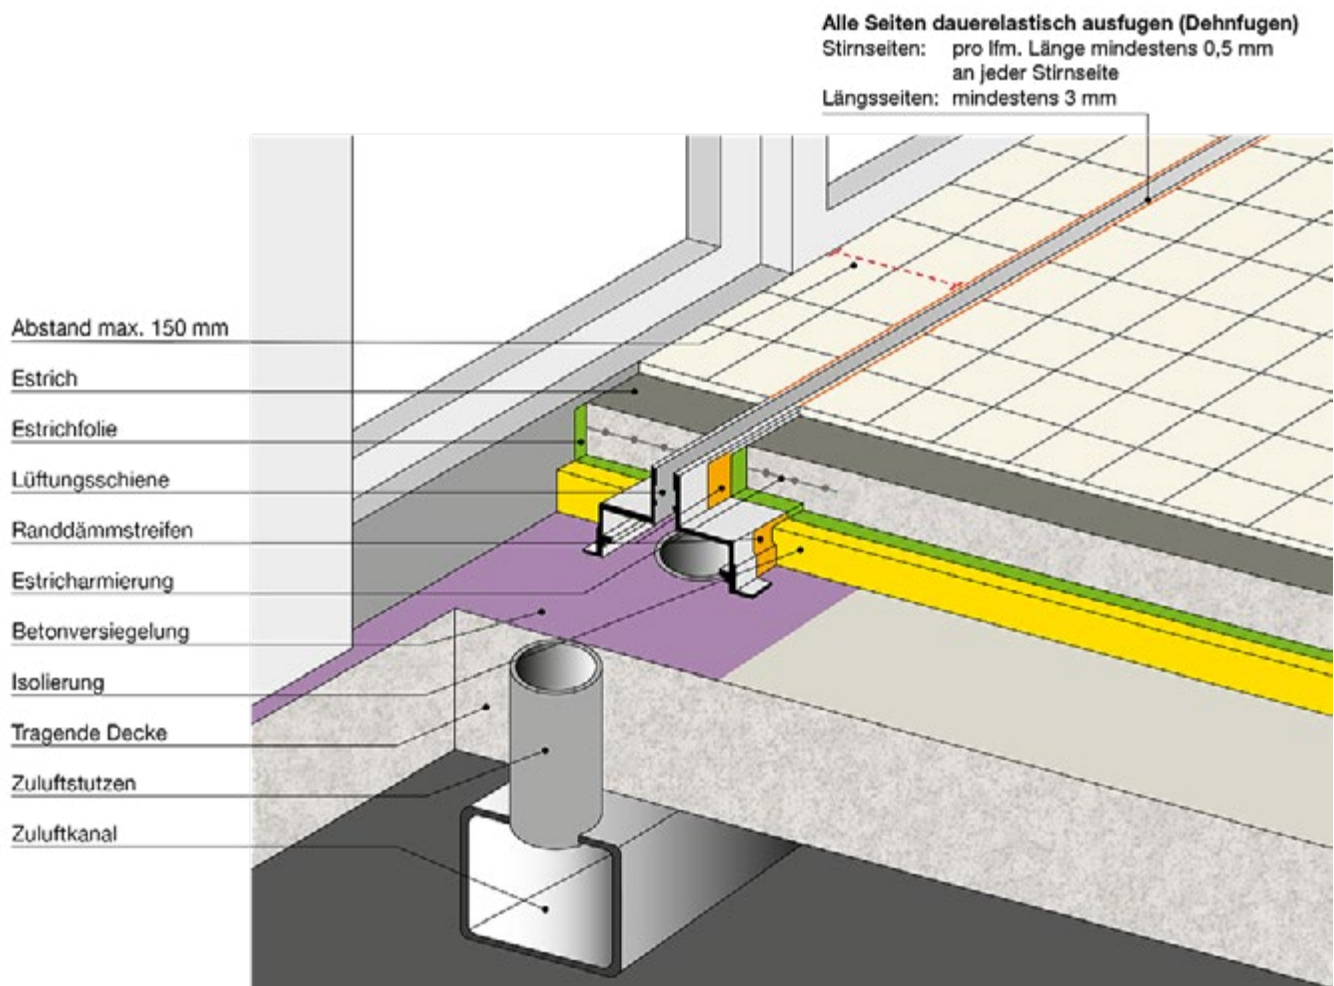 Alle Seiten dauerelastisch ausfugen (Dehnfugen)
Stirnseiten: pro lfm. Länge mindestens 0,5 mm
an jeder Stirnseite
Längsseiten: mindestens 3 mm
Abstand max. 150 mm
Estrich
Estrichfolie
Lüftungsschiene
Randdämmstreifen
Estricharmierung
Betonversiegelung
Isolierung
Tragende Decke
Zuluftstutzen
Zuluftkanal